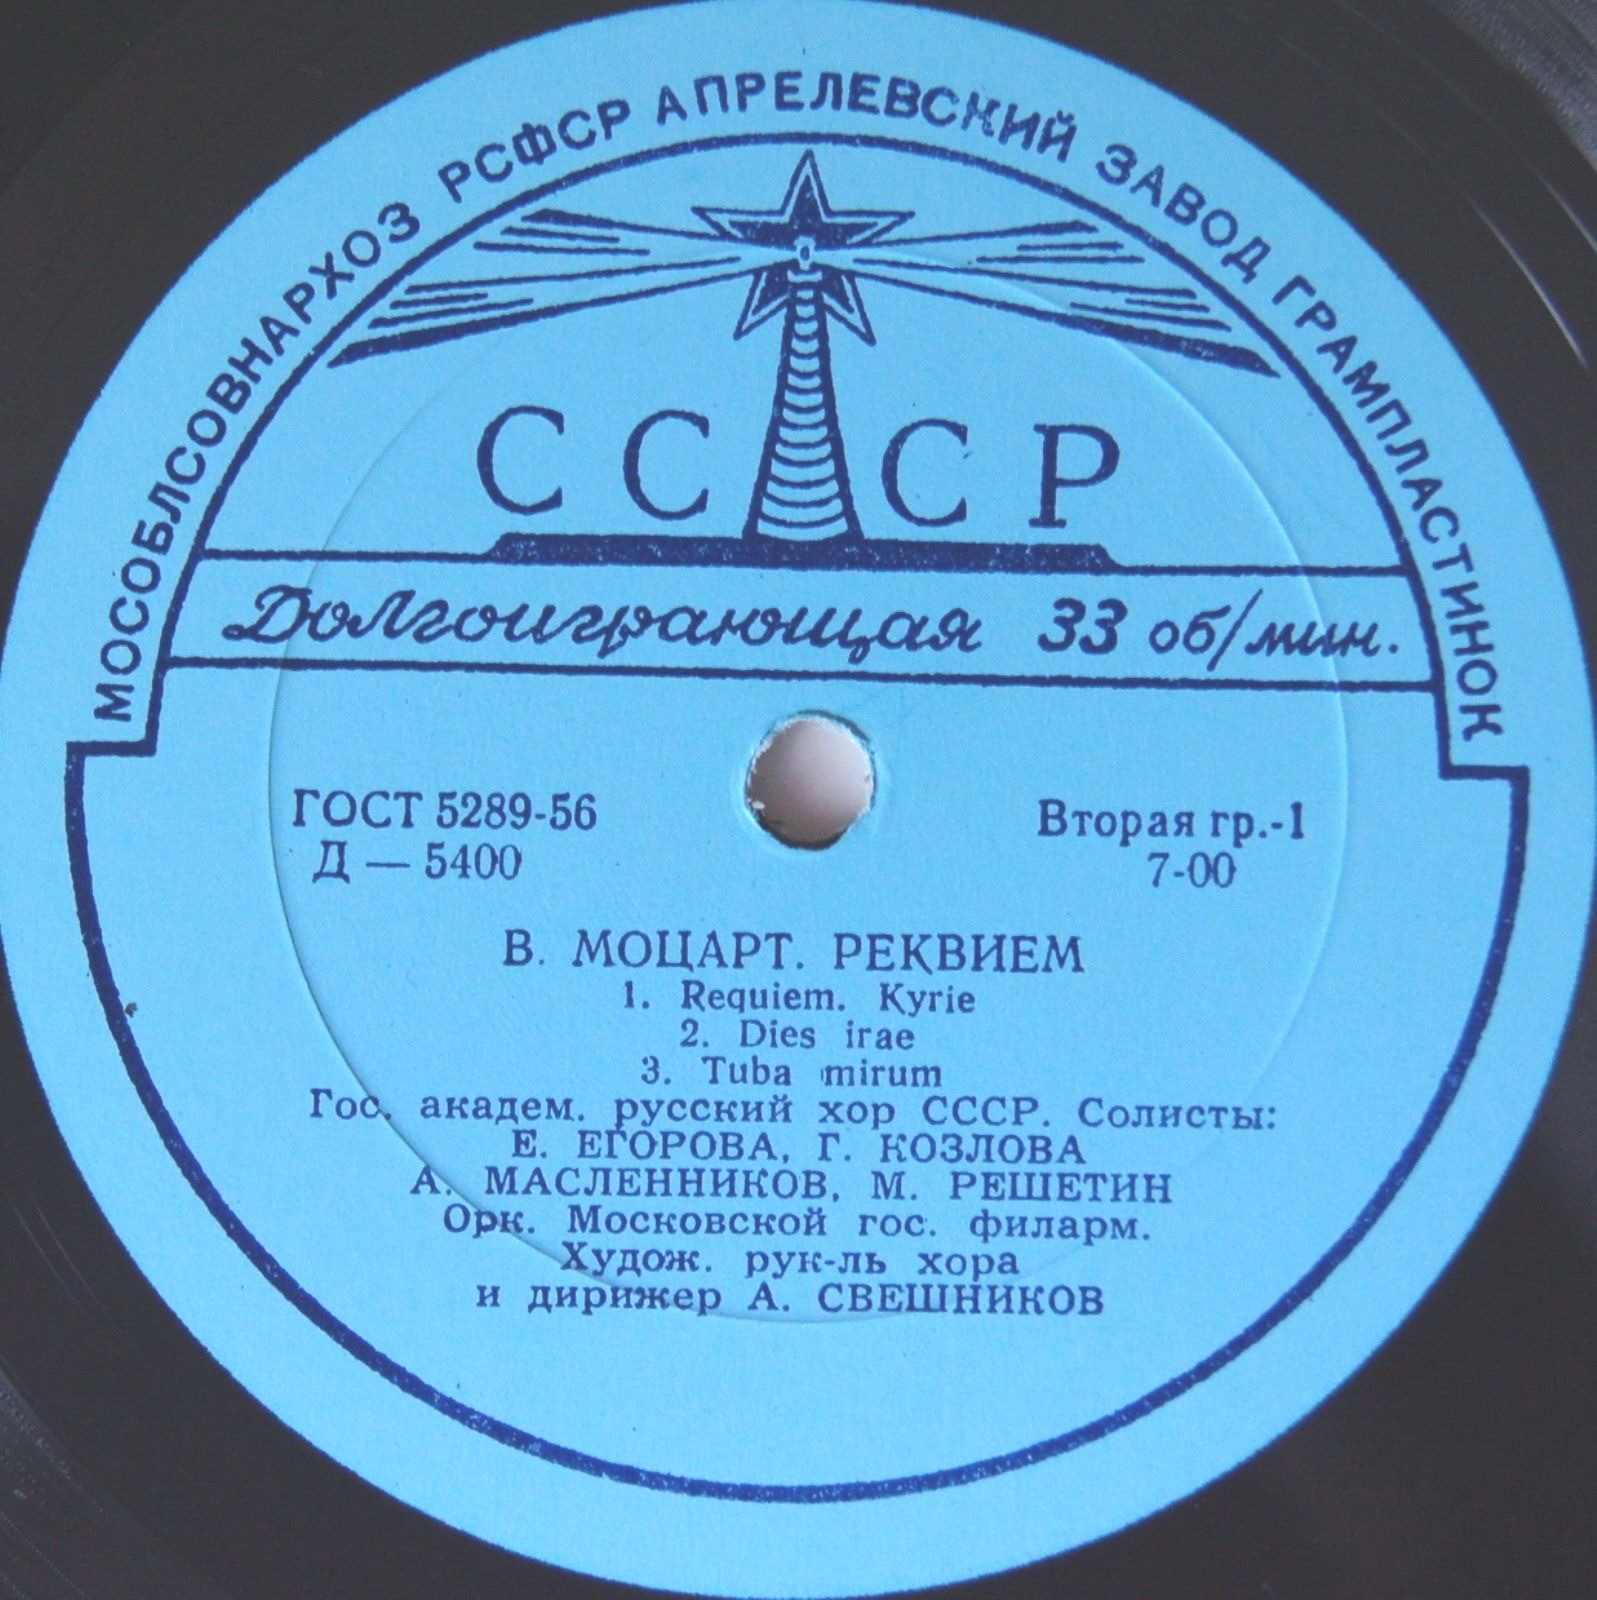 МОСОБЛСОВНАРХОЗ РСФСР АПРЕЛЕВСКИЙ ЗАВОД ГРАМПЛАСТИНОК
СССР
Долгоиграющая 33 об/мин.
ГОСТ 5289-56
Д — 5400
Вторая гр.-1
7-00
В. МОЦАРТ. РЕКВИЕМ
1. Requiem. Kyrie
2. Dies irae
3. Tuba mirum
Гос. академ. русский хор СССР. Солисты:
Е. ЕГОРОВА, Г. КОЗЛОВА
А. МАСЛЕННИКОВ, М. РЕШЕТИН
Орк. Московской гос. филарм.
Худож. рук-ль хора
и дирижер А. СВЕШНИКОВ